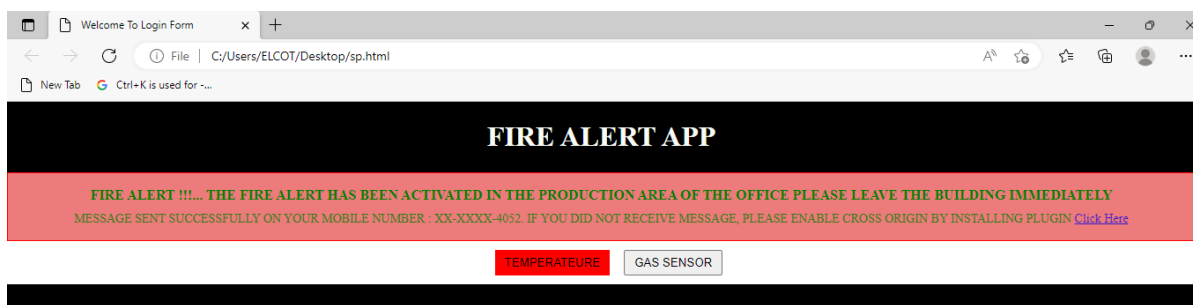 Welcome To Login Form
File | C:/Users/ELCOT/Desktop/sp.html
New Tab G Ctrl+K is used for -...
FIRE ALERT APP
FIRE ALERT !!!... THE FIRE ALERT HAS BEEN ACTIVATED IN THE PRODUCTION AREA OF THE OFFICE PLEASE LEAVE THE BUILDING IMMEDIATELY
MESSAGE SENT SUCCESSFULLY ON YOUR MOBILE NUMBER : XX-XXXX-4052. IF YOU DID NOT RECEIVE MESSAGE, PLEASE ENABLE CROSS ORIGIN BY INSTALLING PLUGIN Click Here
TEMPERATEURE GAS SENSOR